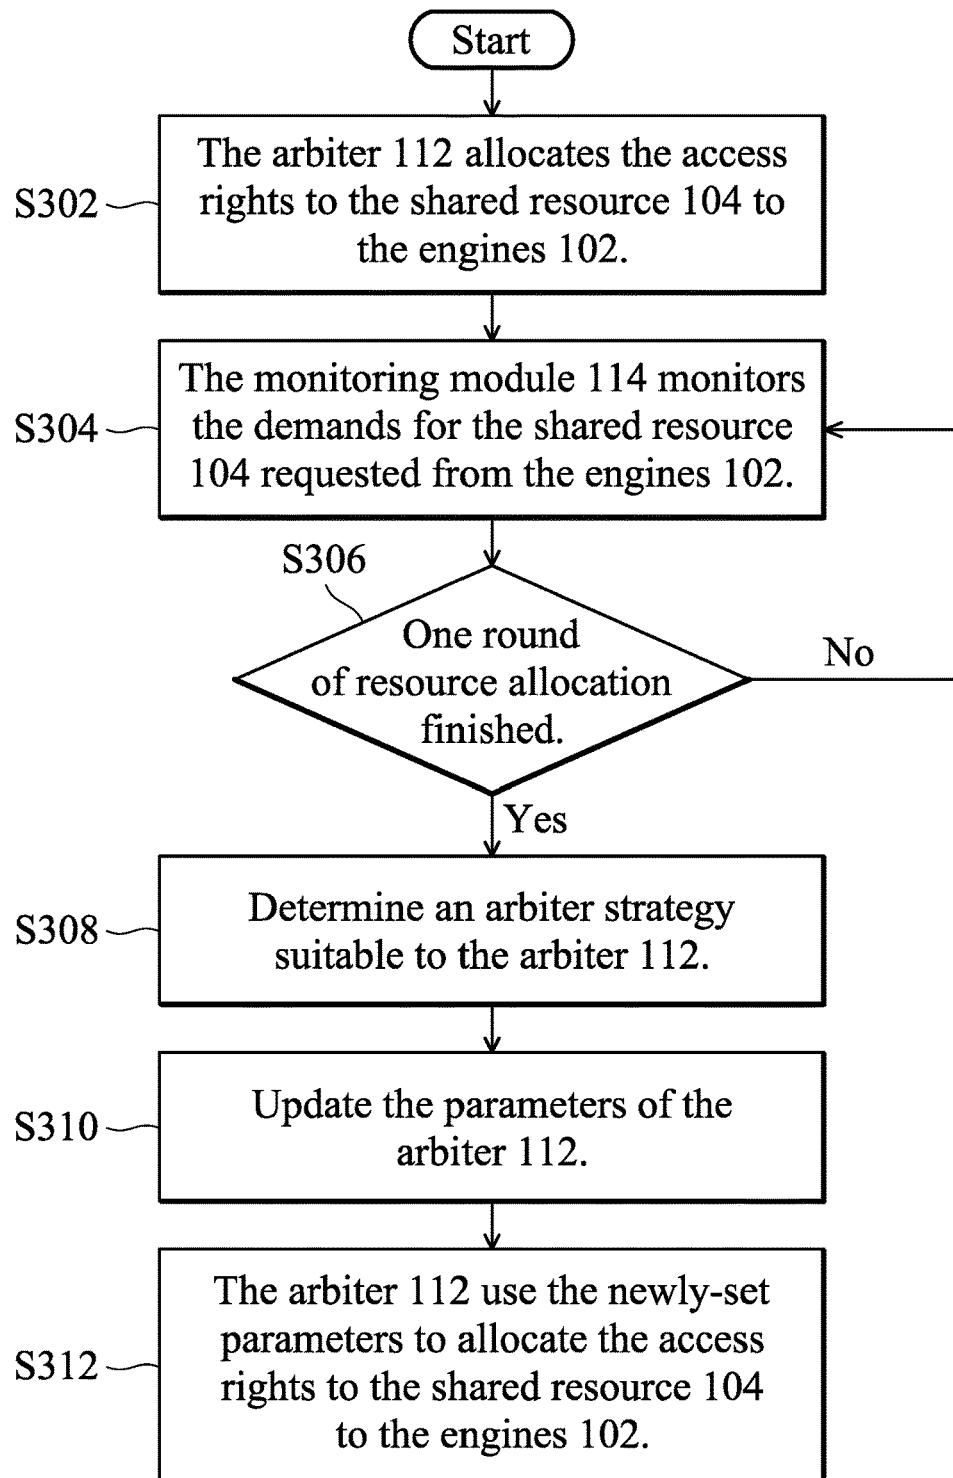 Start
S302
The arbiter 112 allocates the access
rights to the shared resource 104 to
the engines 102.
S304
The monitoring module 114 monitors
the demands for the shared resource
104 requested from the engines 102.
S306
One round
of resource allocation
finished.
No
Yes
S308
Determine an arbiter strategy
suitable to the arbiter 112.
S310
Update the parameters of the
arbiter 112.
S312
The arbiter 112 use the newly-set
parameters to allocate the access
rights to the shared resource 104
to the engines 102.